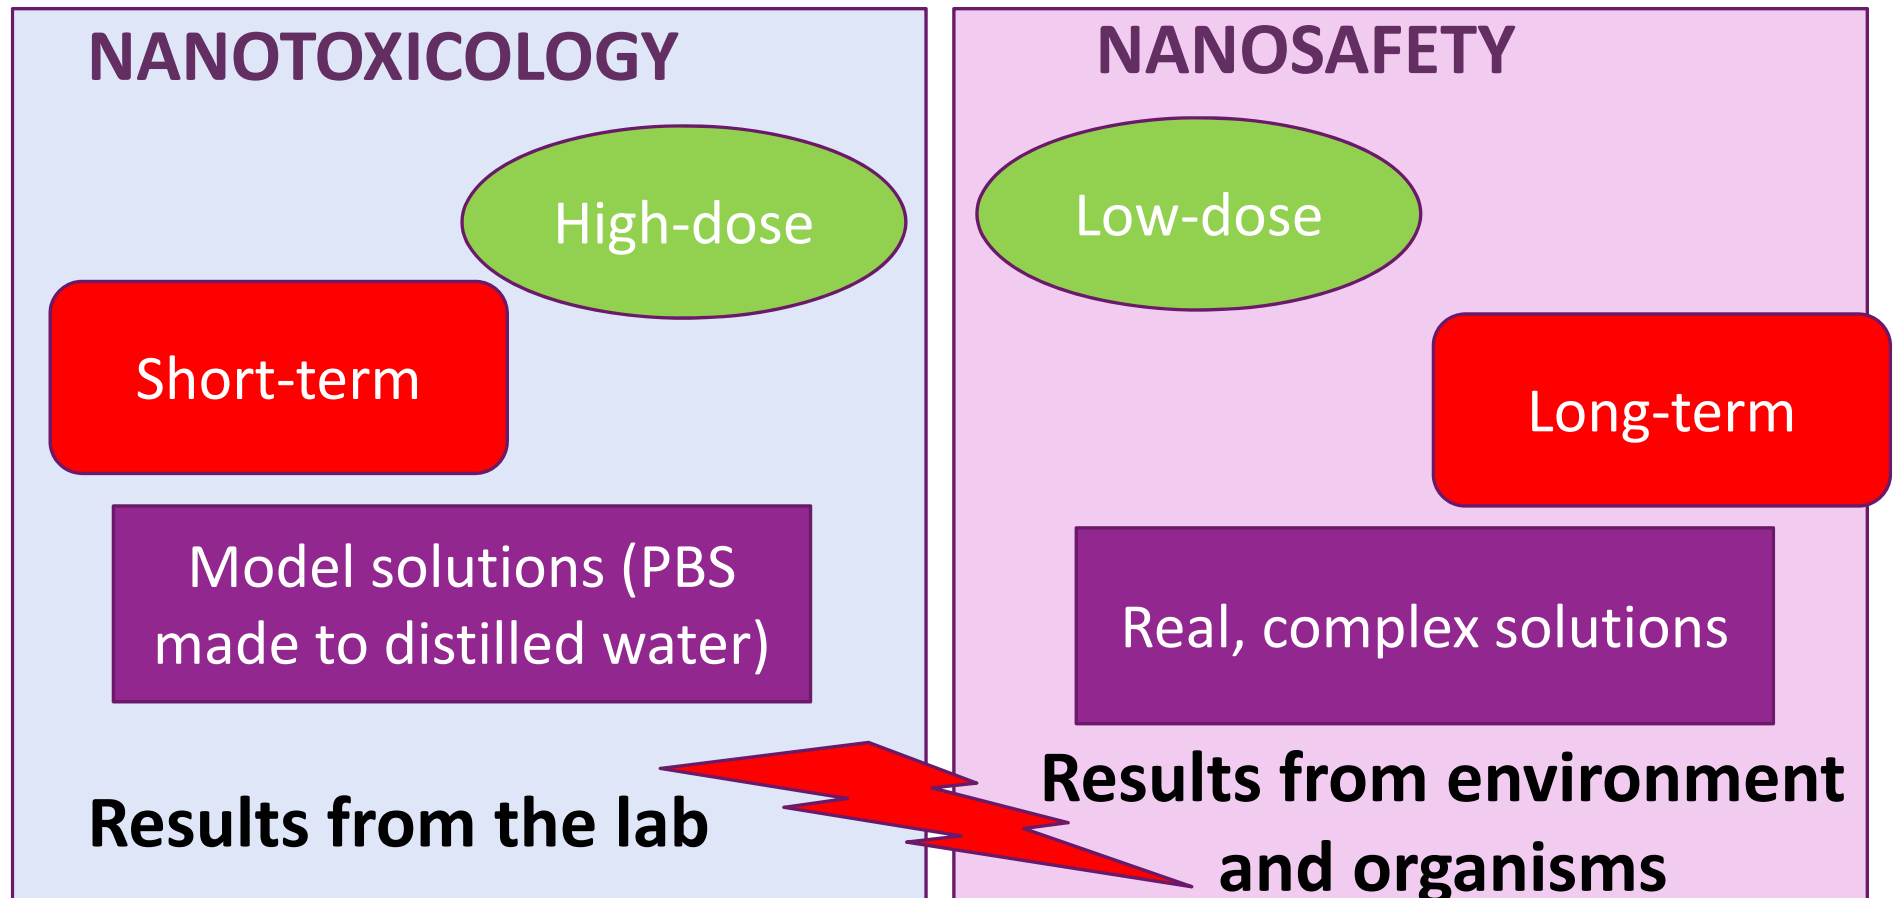 NANOTOXICOLOGY
High-dose
Short-term
Model solutions (PBS
made to distilled water)
Results from the lab
NANOSAFETY
Low-dose
Long-term
Real, complex solutions
Results from environment
and organisms